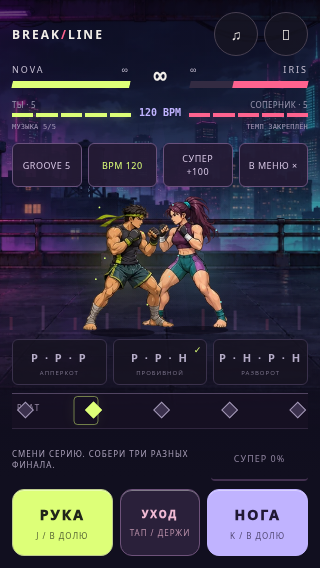 BREAK/LINE
NOVA ∞ ∞ ∞ IRIS
ТЫ · 5 120 BPM СОПЕРНИК · 5
МУЗЫКА 5/5 ТЕМП ЗАКРЕПЛЁН
GROOVE 5
BPM 120
СУПЕР
+100
В МЕНЮ ×
Р · Р · Р
АППЕРКОТ
Р · Р · Н ✓
ПРОБИВНОЙ
Р · Н · Р · Н
РАЗВОРОТ
СМЕНИ СЕРИЮ. СОБЕРИ ТРИ РАЗНЫХ
ФИНАЛА.
СУПЕР 0%
РУКА
J / В ДОЛЮ
УХОД
ТАП / ДЕРЖИ
НОГА
K / В ДОЛЮ